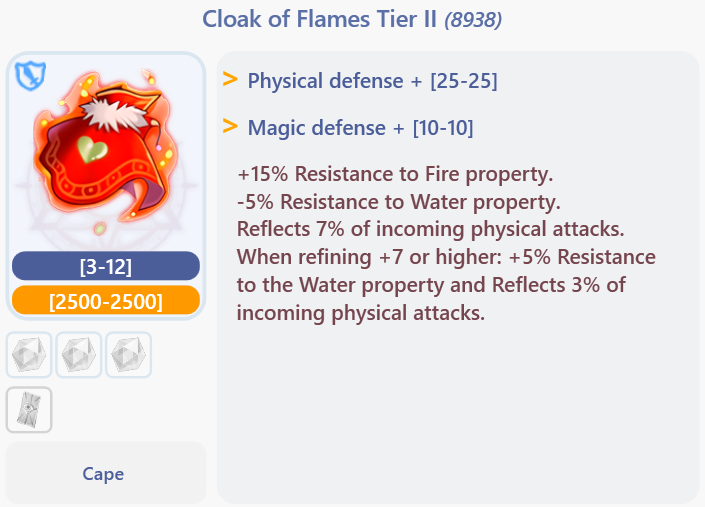 Cloak of Flames Tier II (8938)
> Physical defense + [25-25]
> Magic defense + [10-10]
+15% Resistance to Fire property.
-5% Resistance to Water property.
Reflects 7% of incoming physical attacks.
When refining +7 or higher: +5% Resistance
to the Water property and Reflects 3% of
incoming physical attacks.
[3-12]
[2500-2500]
Cape